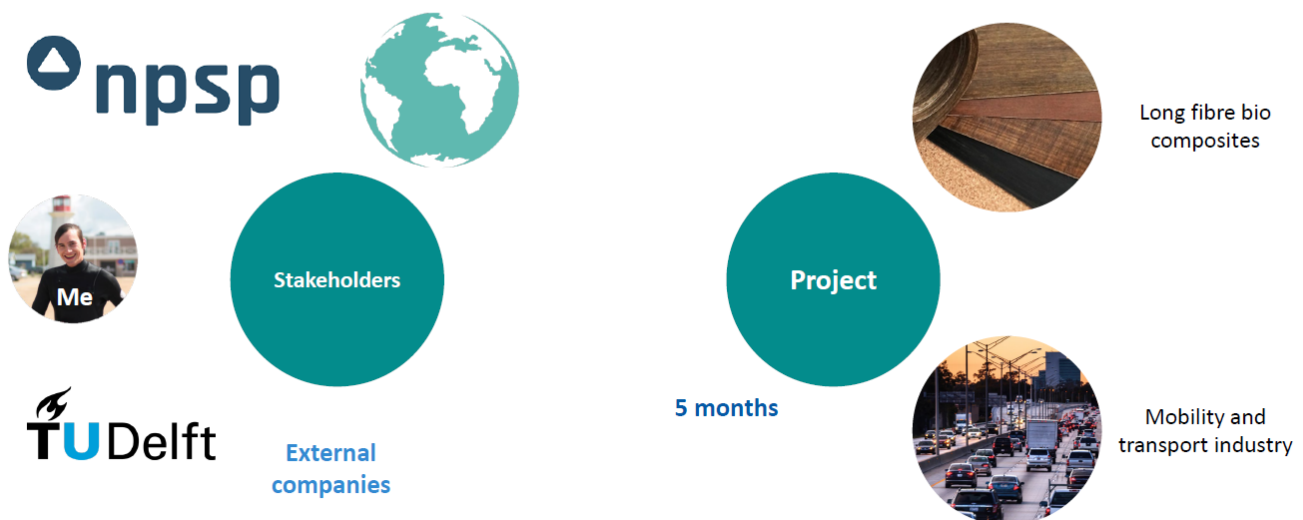 npsp
Me
Stakeholders
TUDelft
External
companies
Project
5 months
Long fibre bio
composites
Mobility and
transport industry